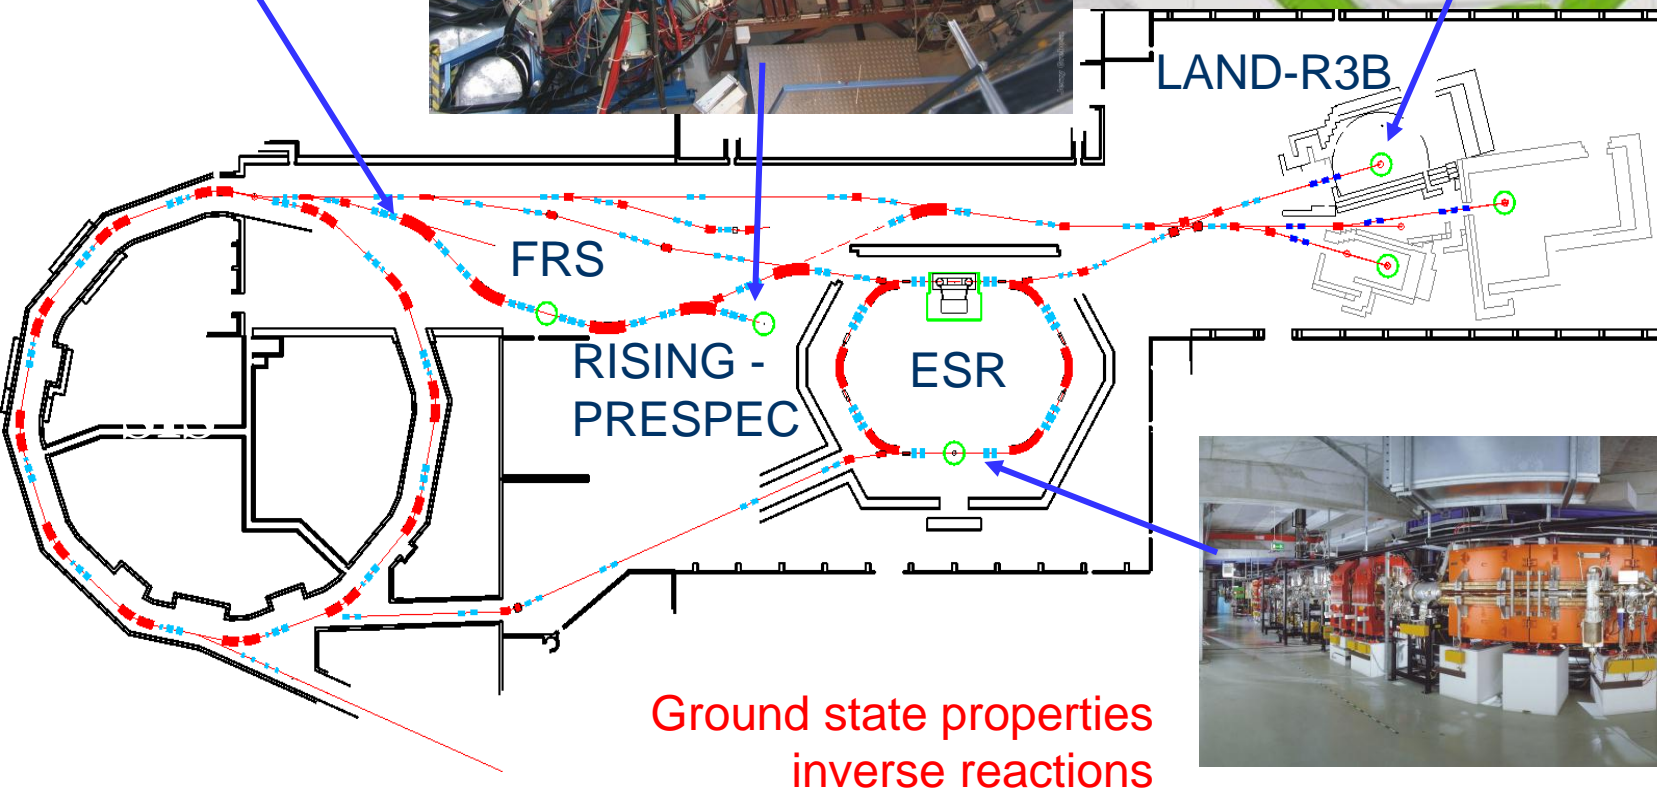 LAND-R3B
FRS
RISING -
PRESPEC
ESR
Ground state properties
inverse reactions